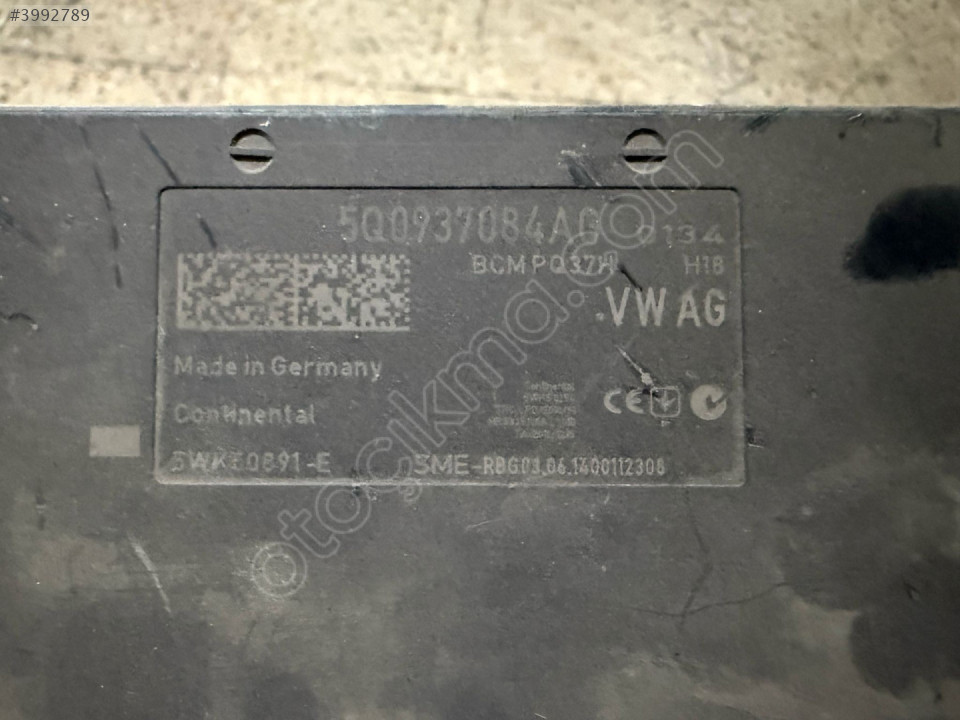 #3992789
5Q0937084AG 0134
BCM PQ37H H18
VW AG
Made in Germany
Continental
CE
5WK50891-E SME-RBG03.06.1400112308
otoçıkma.com